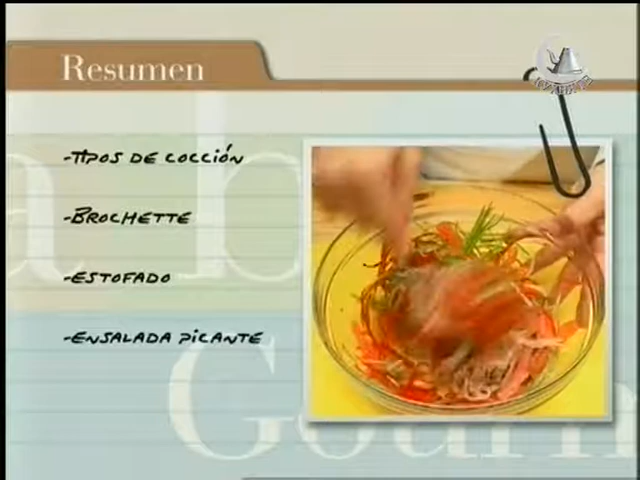 Resumen
-TIPOS DE COCCIÓN
-BROCHETTE
-ESTOFADO
-ENSALADA PICANTE